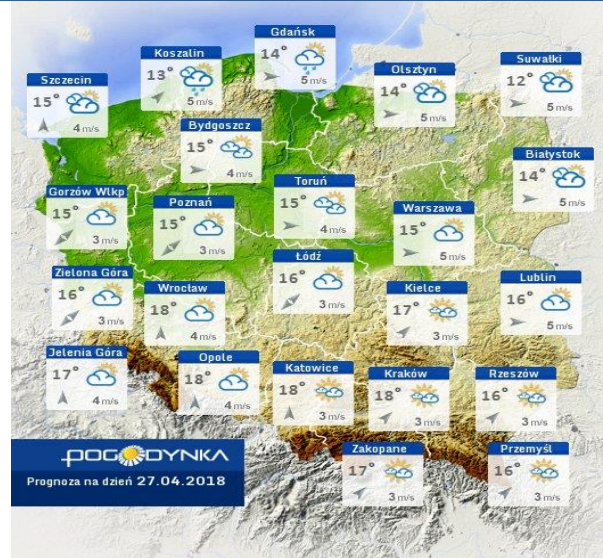 Gdańsk
14°
5 m/s
Koszalin
13°
5 m/s
Szczecin
15°
4 m/s
Olsztyn
14°
5 m/s
Suwałki
12°
5 m/s
Bydgoszcz
15°
4 m/s
Białystok
14°
5 m/s
Gorzów Wlkp
15°
3 m/s
Poznań
15°
3 m/s
Toruń
15°
4 m/s
Warszawa
15°
5 m/s
Zielona Góra
16°
3 m/s
Wrocław
18°
4 m/s
Łódź
16°
3 m/s
Kielce
17°
3 m/s
Lublin
16°
5 m/s
Jelenia Góra
17°
4 m/s
Opole
18°
4 m/s
Katowice
18°
3 m/s
Kraków
18°
3 m/s
Rzeszów
16°
3 m/s
Zakopane
17°
3 m/s
Przemyśl
16°
3 m/s
POGODYNKA
Prognoza na dzień 27.04.2018